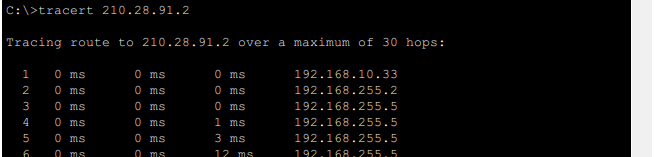 C:\>tracert 210.28.91.2
Tracing route to 210.28.91.2 over a maximum of 30 hops:
1 0 ms 0 ms 0 ms 192.168.10.33
2 0 ms 0 ms 0 ms 192.168.255.2
3 0 ms 0 ms 0 ms 192.168.255.5
4 0 ms 0 ms 1 ms 192.168.255.5
5 0 ms 0 ms 3 ms 192.168.255.5
6 0 ms 0 ms 12 ms 192.168.255.5